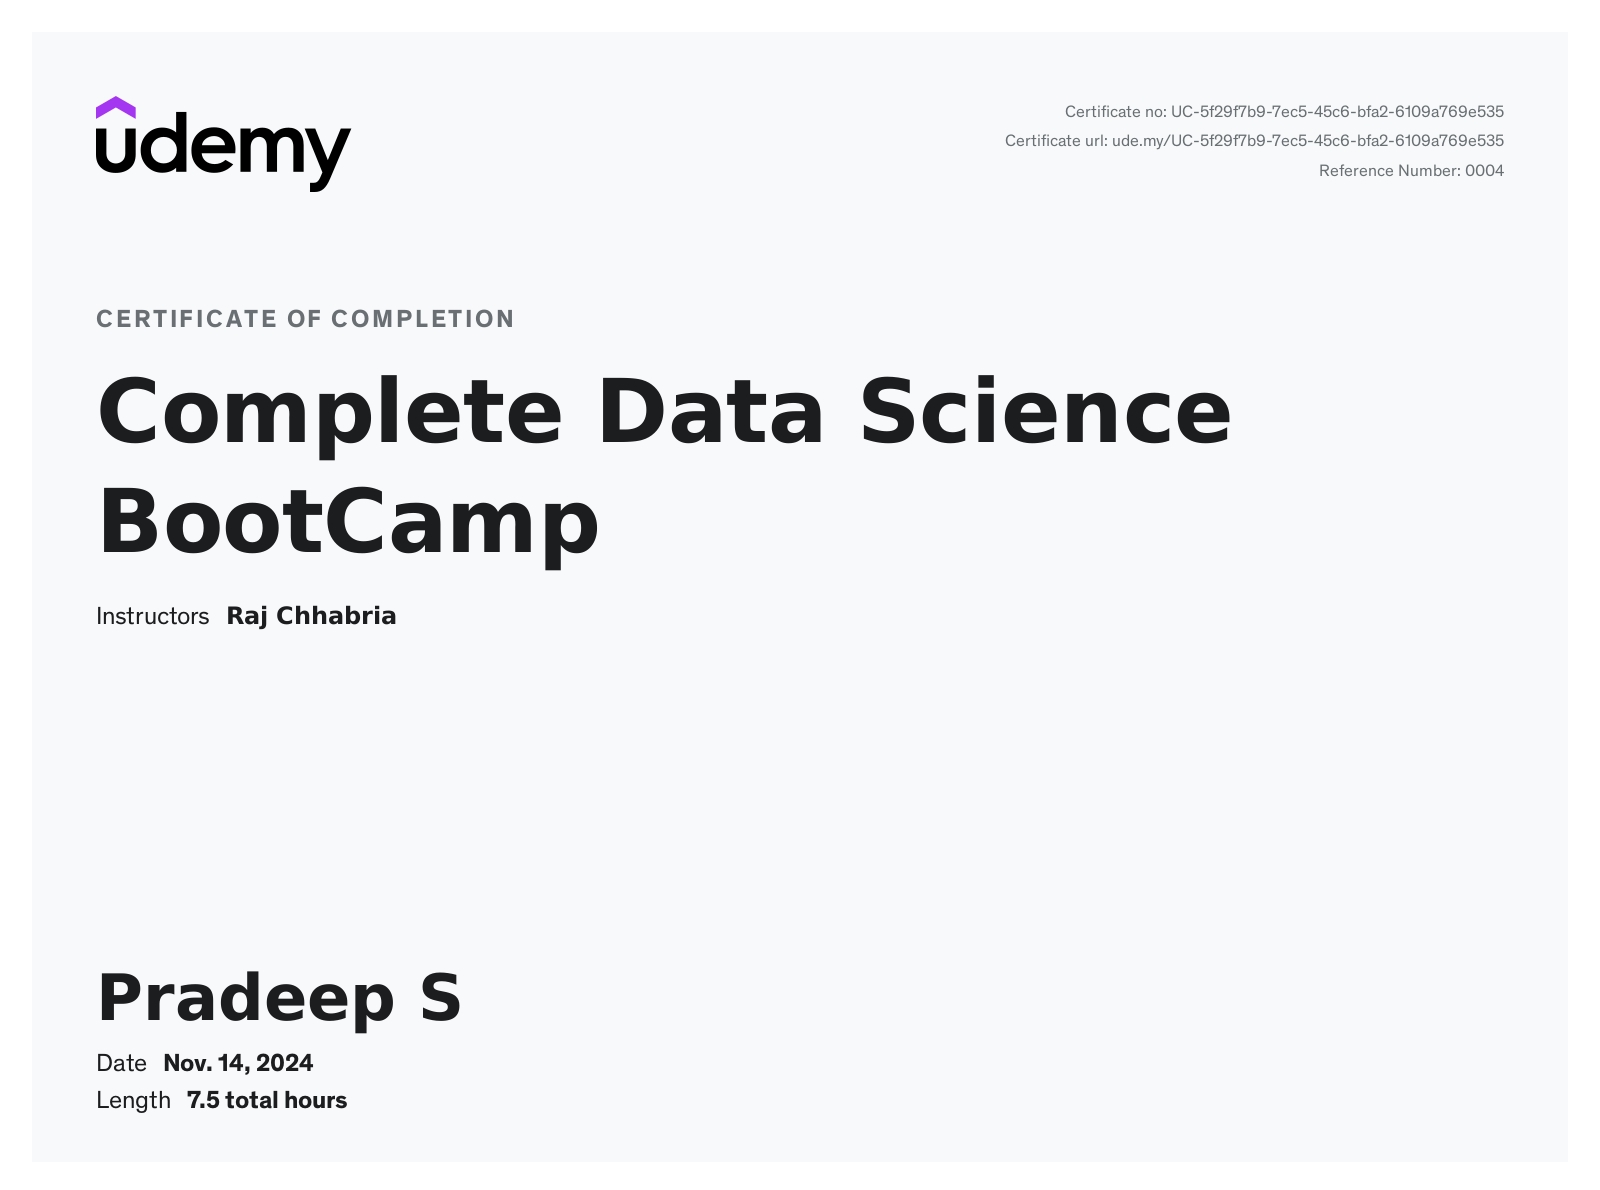 udemy
Certificate no: UC-5f29f7b9-7ec5-45c6-bfa2-6109a769e535
Certificate url: ude.my/UC-5f29f7b9-7ec5-45c6-bfa2-6109a769e535
Reference Number: 0004
CERTIFICATE OF COMPLETION
Complete Data Science
BootCamp
Instructors Raj Chhabria
Pradeep S
Date Nov. 14, 2024
Length 7.5 total hours